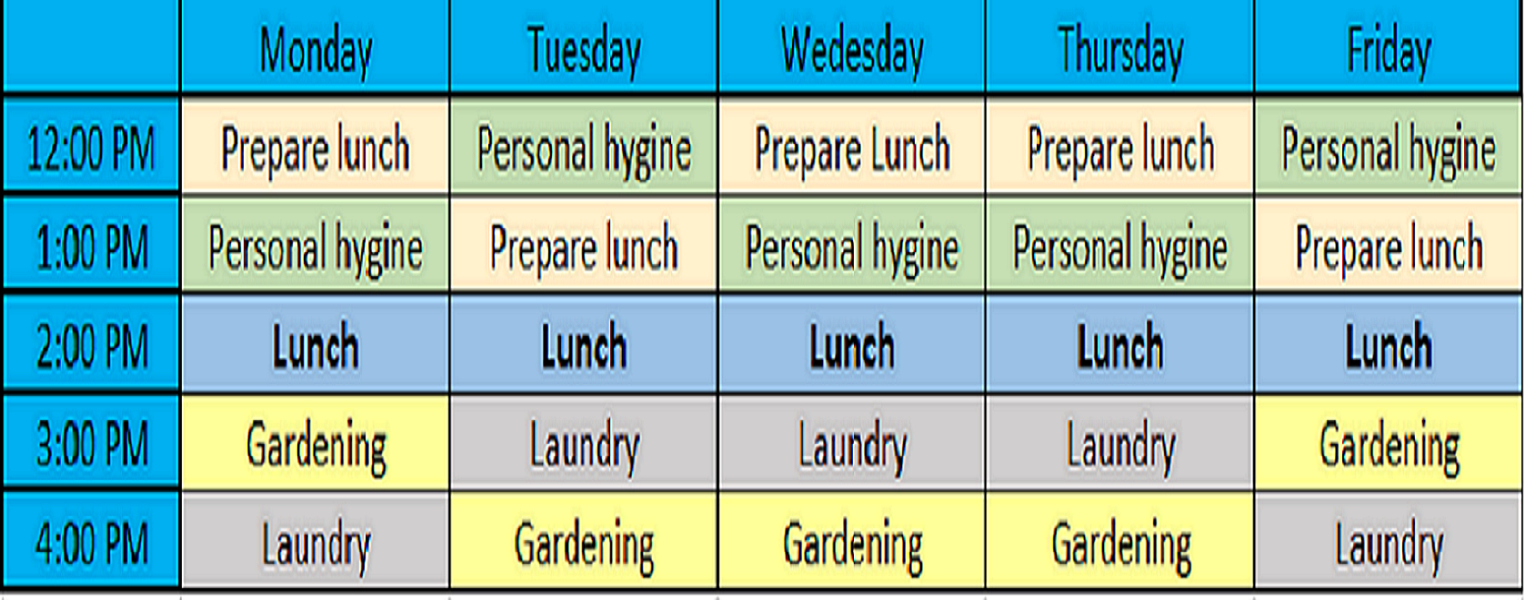 Monday Tuesday Wedesday Thursday Friday
12:00 PM Prepare lunch Personal hygine Prepare Lunch Prepare lunch Personal hygine
1:00 PM Personal hygine Prepare lunch Personal hygine Personal hygine Prepare lunch
2:00 PM Lunch Lunch Lunch Lunch Lunch
3:00 PM Gardening Laundry Laundry Laundry Gardening
4:00 PM Laundry Gardening Gardening Gardening Laundry